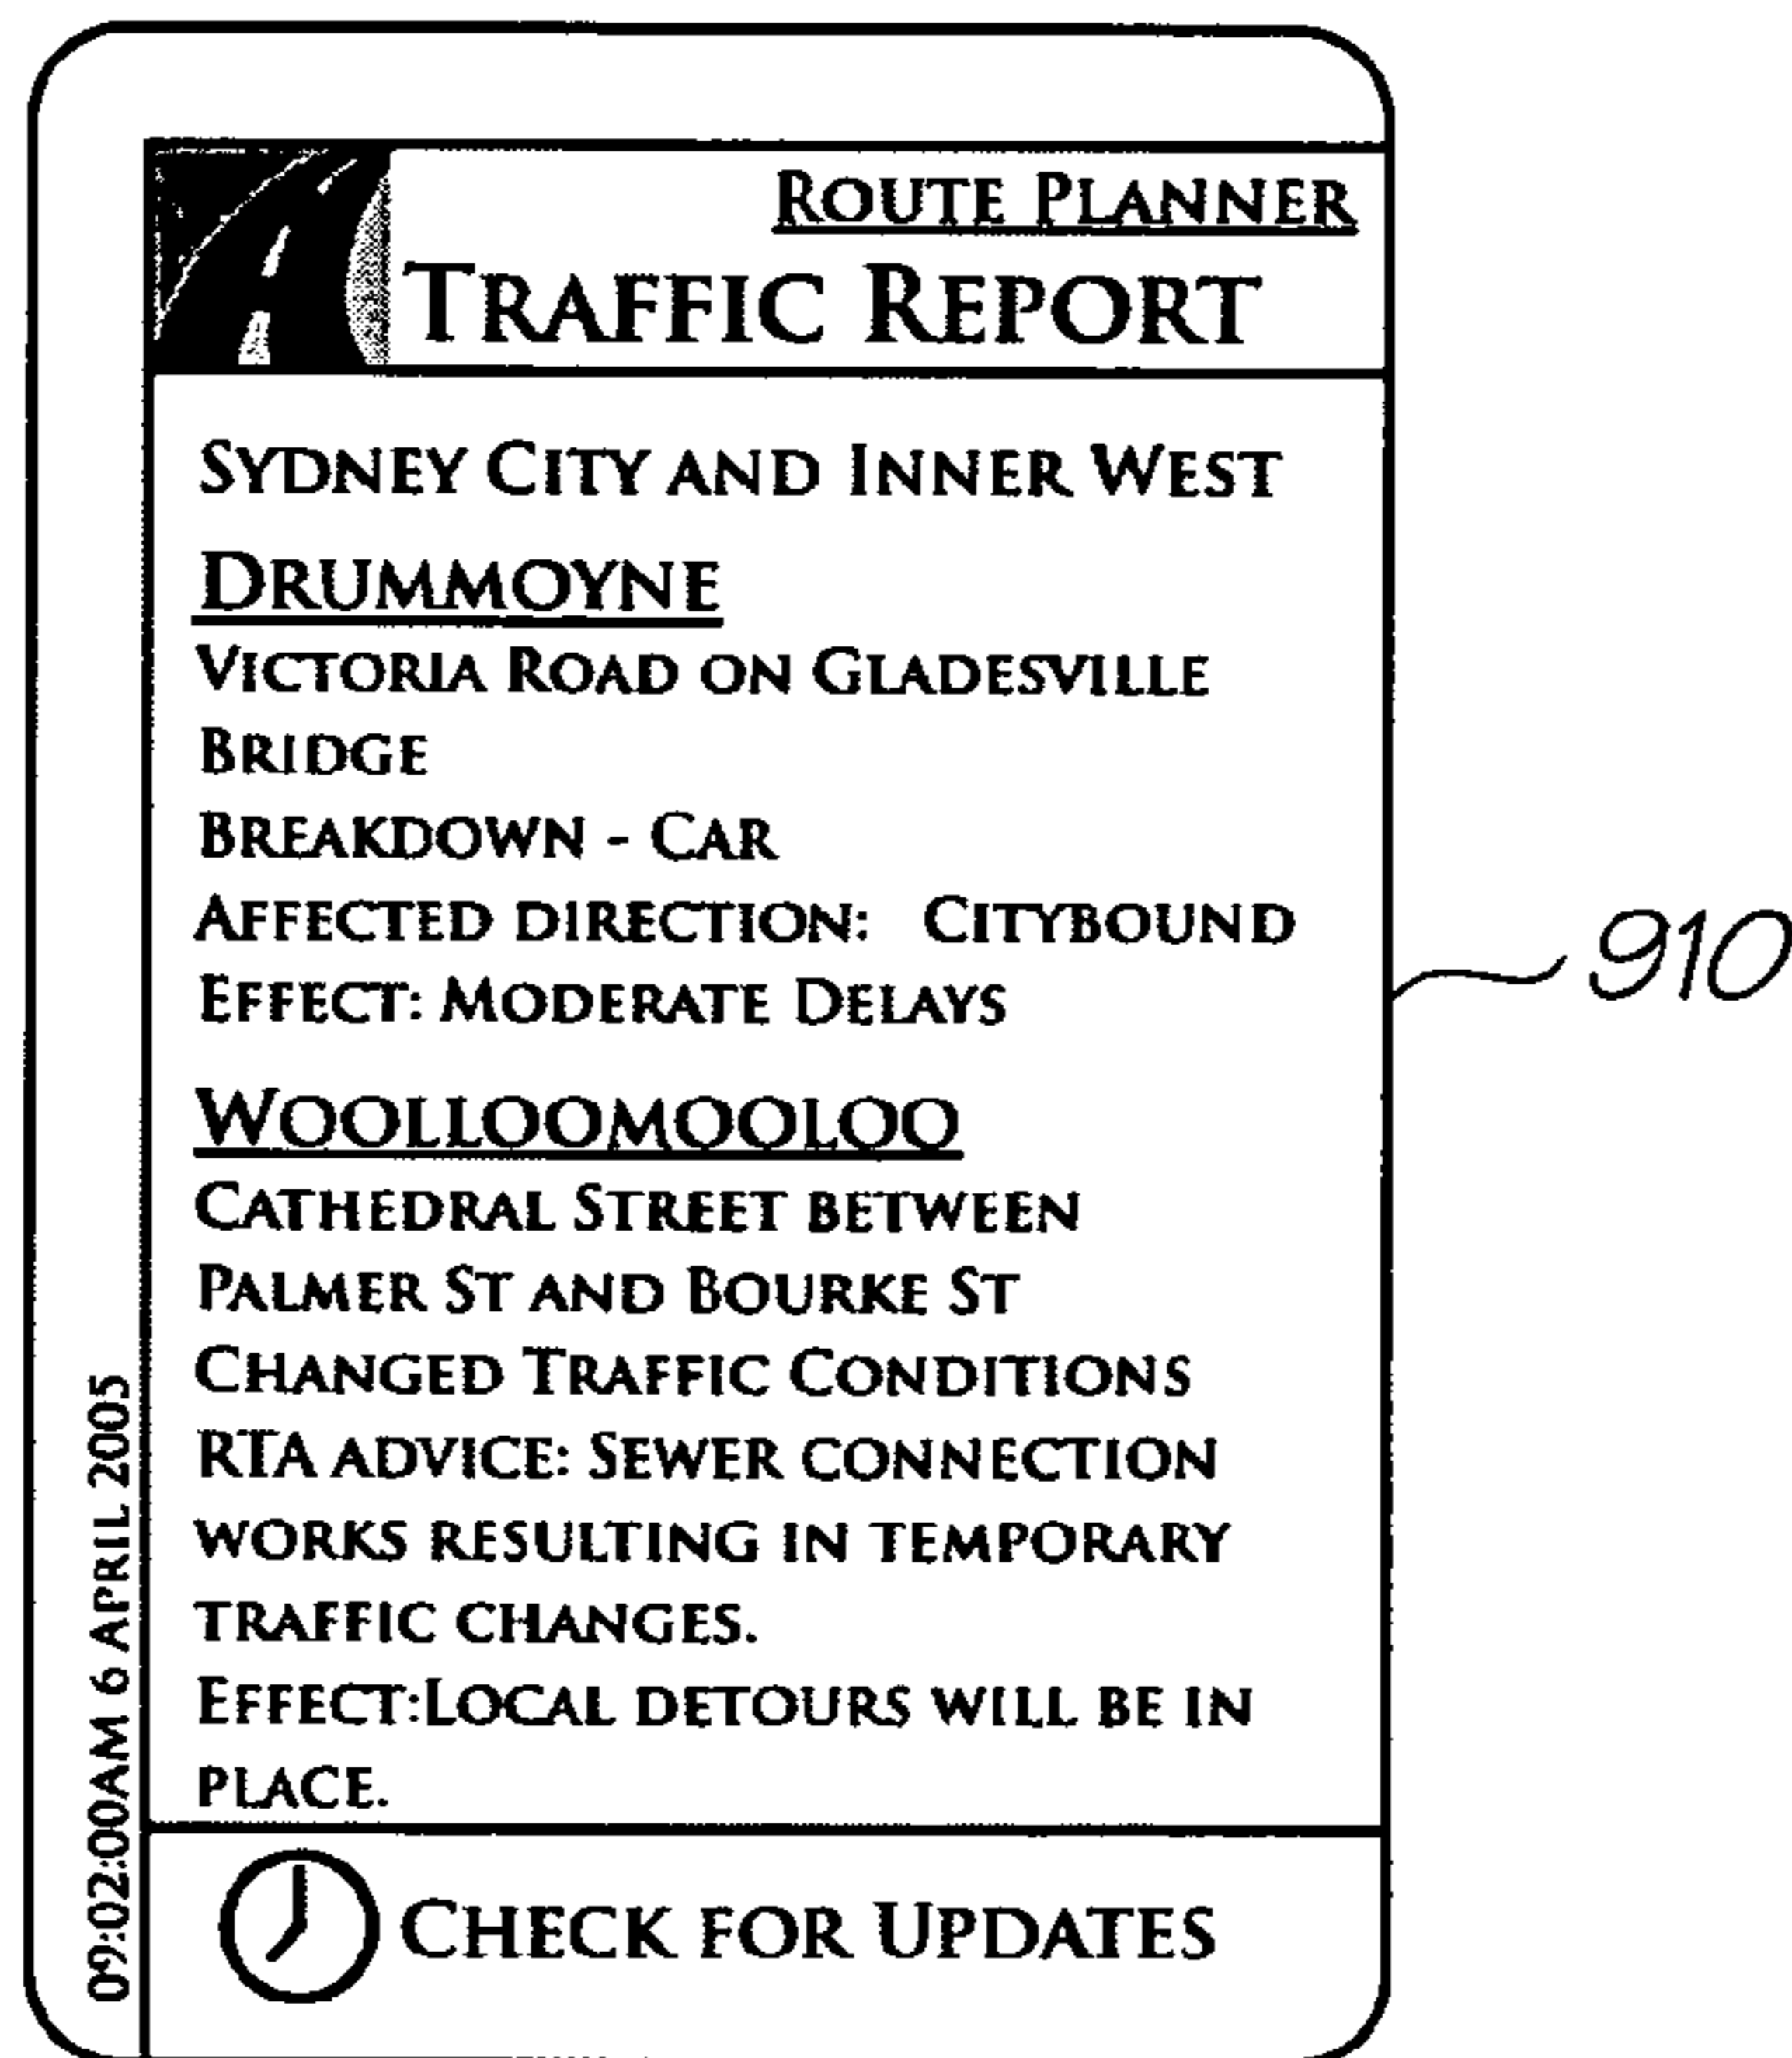 ROUTE PLANNER
TRAFFIC REPORT
SYDNEY CITY AND INNER WEST
DRUMMOYNE
VICTORIA ROAD ON GLADESVILLE
BRIDGE
BREAKDOWN - CAR
AFFECTED DIRECTION: CITYBOUND
EFFECT: MODERATE DELAYS
WOOLLOOMOOLOO
CATHEDRAL STREET BETWEEN
PALMER ST AND BOURKE ST
CHANGED TRAFFIC CONDITIONS
RTA ADVICE: SEWER CONNECTION
WORKS RESULTING IN TEMPORARY
TRAFFIC CHANGES.
EFFECT:LOCAL DETOURS WILL BE IN
PLACE.
CHECK FOR UPDATES
09:02:00AM 6 APRIL 2005
910